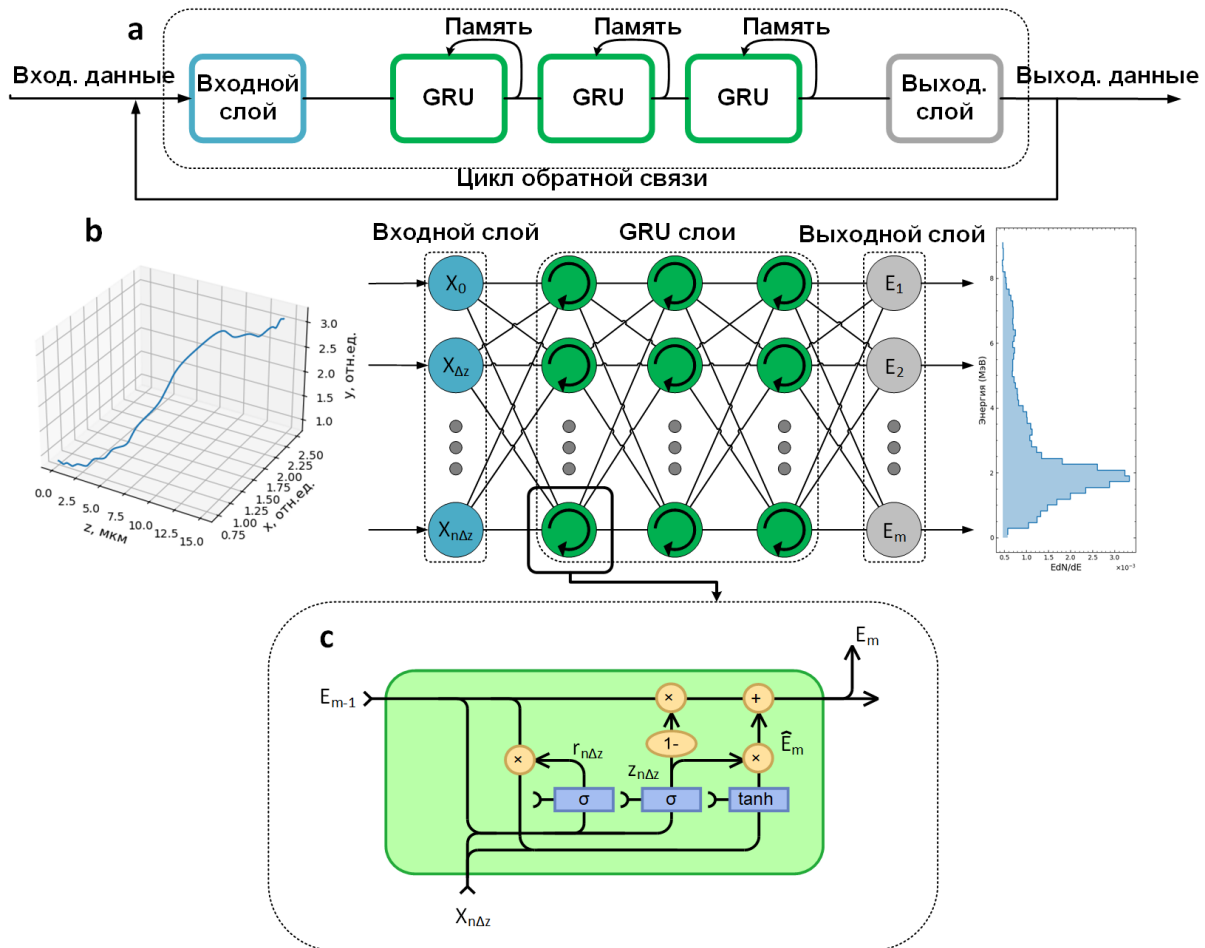 a
Память
Память
Память
Вход. данные
Входной
слой
GRU
GRU
GRU
Выход.
слой
Выход. данные
Цикл обратной связи
b
Входной слой
GRU слои
Выходной слой
X0
E1
XΔz
E2
XnΔz
Em
3.0
2.5
2.0
1.5
1.0
y, отн.ед.
0.0
2.5
5.0
7.5
10.0
12.5
15.0
z, мкм
0.75
1.00
1.25
1.50
1.75
2.00
2.25
2.50
x, отн.ед.
8
6
4
2
0
Энергия (МэВ)
0.5
1.0
1.5
2.0
2.5
3.0
×10⁻³
EdN/dE
c
Em
Em-1
×
+
1-
Êm
×
rnΔz
znΔz
×
σ
σ
tanh
XnΔz